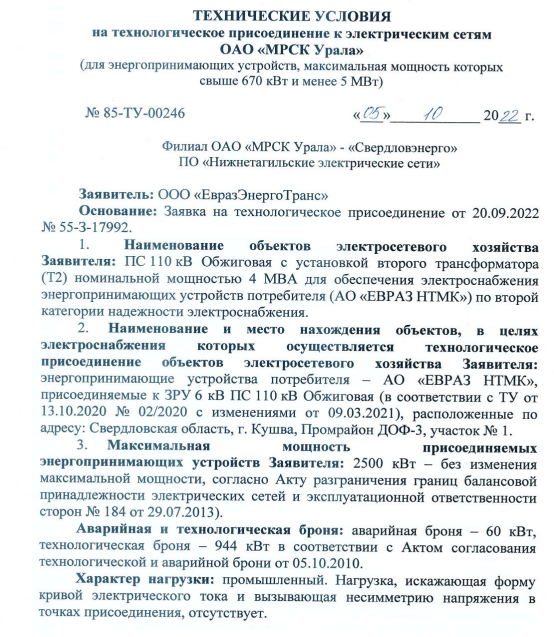 ТЕХНИЧЕСКИЕ УСЛОВИЯ
на технологическое присоединение к электрическим сетям
ОАО «МРСК Урала»
(для энергопринимающих устройств, максимальная мощность которых
свыше 670 кВт и менее 5 МВт)
№ 85-ТУ-00246 «05» 10 2022 г.
Филиал ОАО «МРСК Урала» - «Свердловэнерго»
ПО «Нижнетагильские электрические сети»
Заявитель: ООО «ЕвразЭнергоТранс»
Основание: Заявка на технологическое присоединение от 20.09.2022
№ 55-З-17992.
1. Наименование объектов электросетевого хозяйства
Заявителя: ПС 110 кВ Обжиговая с установкой второго трансформатора
(Т2) номинальной мощностью 4 МВА для обеспечения электроснабжения
энергопринимающих устройств потребителя (АО «ЕВРАЗ НТМК») по второй
категории надежности электроснабжения.
2. Наименование и место нахождения объектов, в целях
электроснабжения которых осуществляется технологическое
присоединение объектов электросетевого хозяйства Заявителя:
энергопринимающие устройства потребителя – АО «ЕВРАЗ НТМК»,
присоединяемые к ЗРУ 6 кВ ПС 110 кВ Обжиговая (в соответствии с ТУ от
13.10.2020 № 02/2020 с изменениями от 09.03.2021), расположенные по
адресу: Свердловская область, г. Кушва, Промрайон ДОФ-3, участок № 1.
3. Максимальная мощность присоединяемых
энергопринимающих устройств Заявителя: 2500 кВт – без изменения
максимальной мощности, согласно Акту разграничения границ балансовой
принадлежности электрических сетей и эксплуатационной ответственности
сторон № 184 от 29.07.2013).
Аварийная и технологическая броня: аварийная броня – 60 кВт,
технологическая броня – 944 кВт в соответствии с Актом согласования
технологической и аварийной брони от 05.10.2010.
Характер нагрузки: промышленный. Нагрузка, искажающая форму
кривой электрического тока и вызывающая несимметрию напряжения в
точках присоединения, отсутствует.